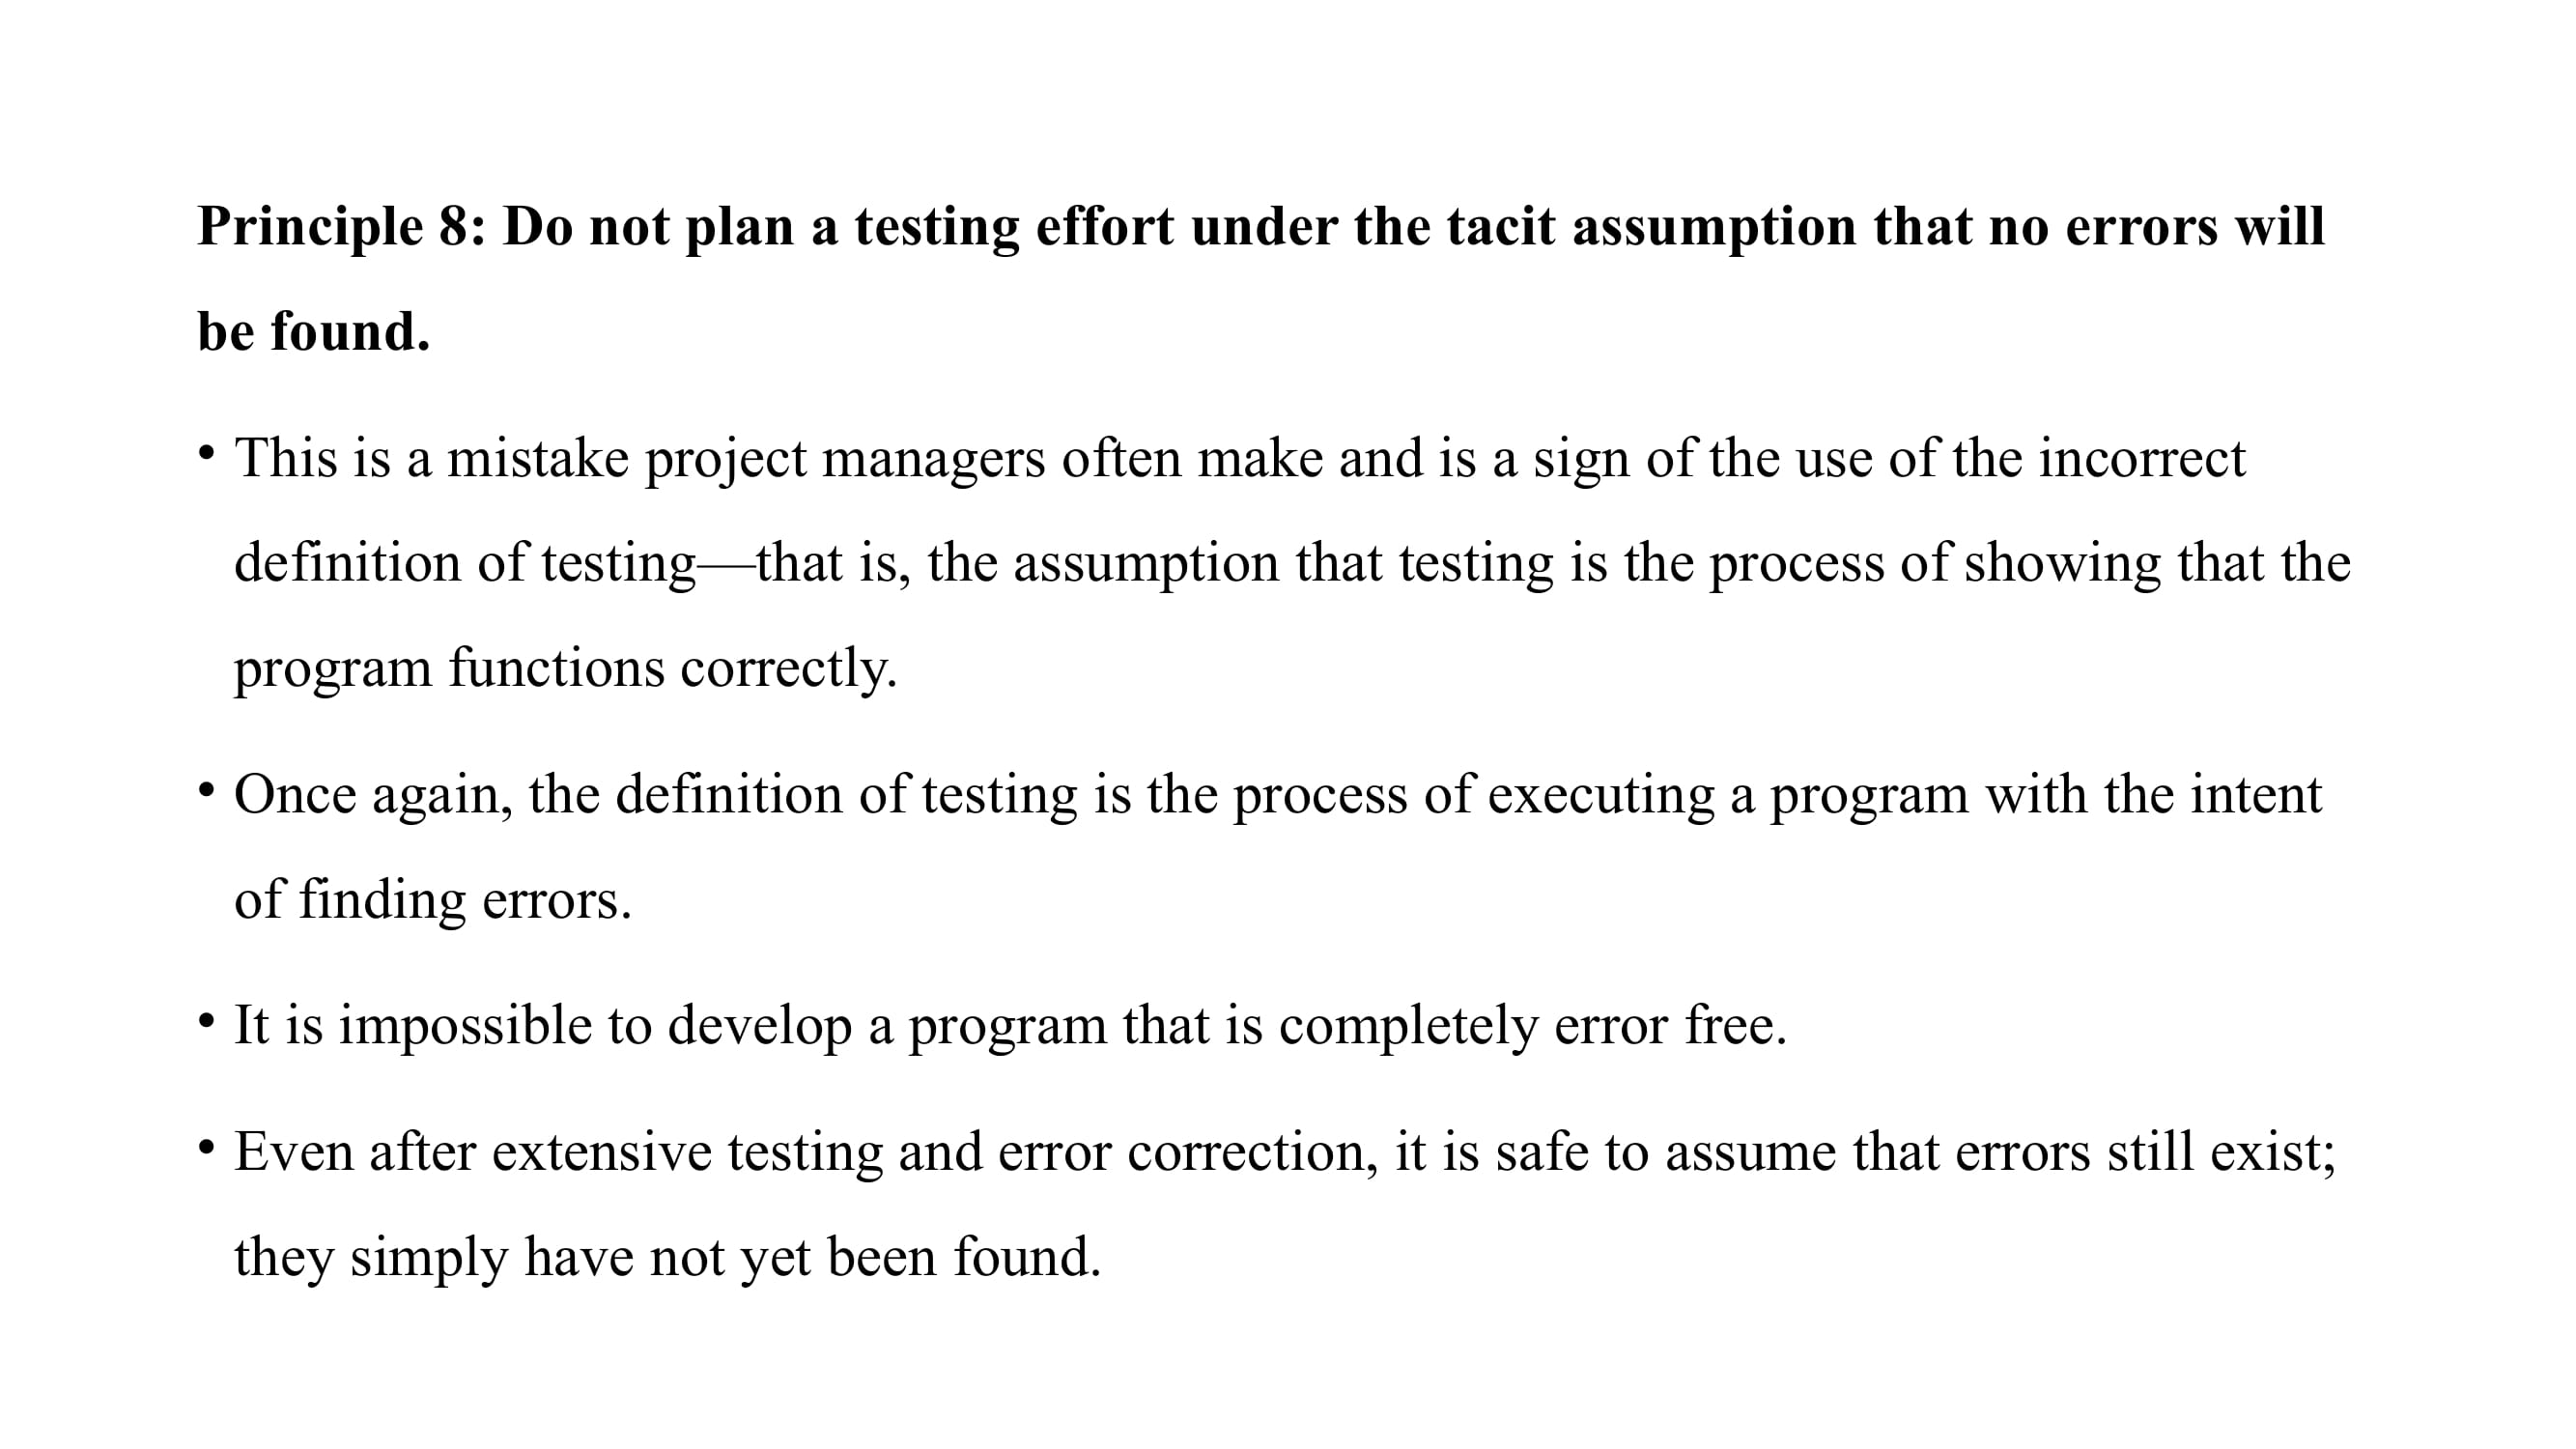 Principle 8: Do not plan a testing effort under the tacit assumption that no errors will
be found.
• This is a mistake project managers often make and is a sign of the use of the incorrect
definition of testing—that is, the assumption that testing is the process of showing that the
program functions correctly.
• Once again, the definition of testing is the process of executing a program with the intent
of finding errors.
• It is impossible to develop a program that is completely error free.
• Even after extensive testing and error correction, it is safe to assume that errors still exist;
they simply have not yet been found.